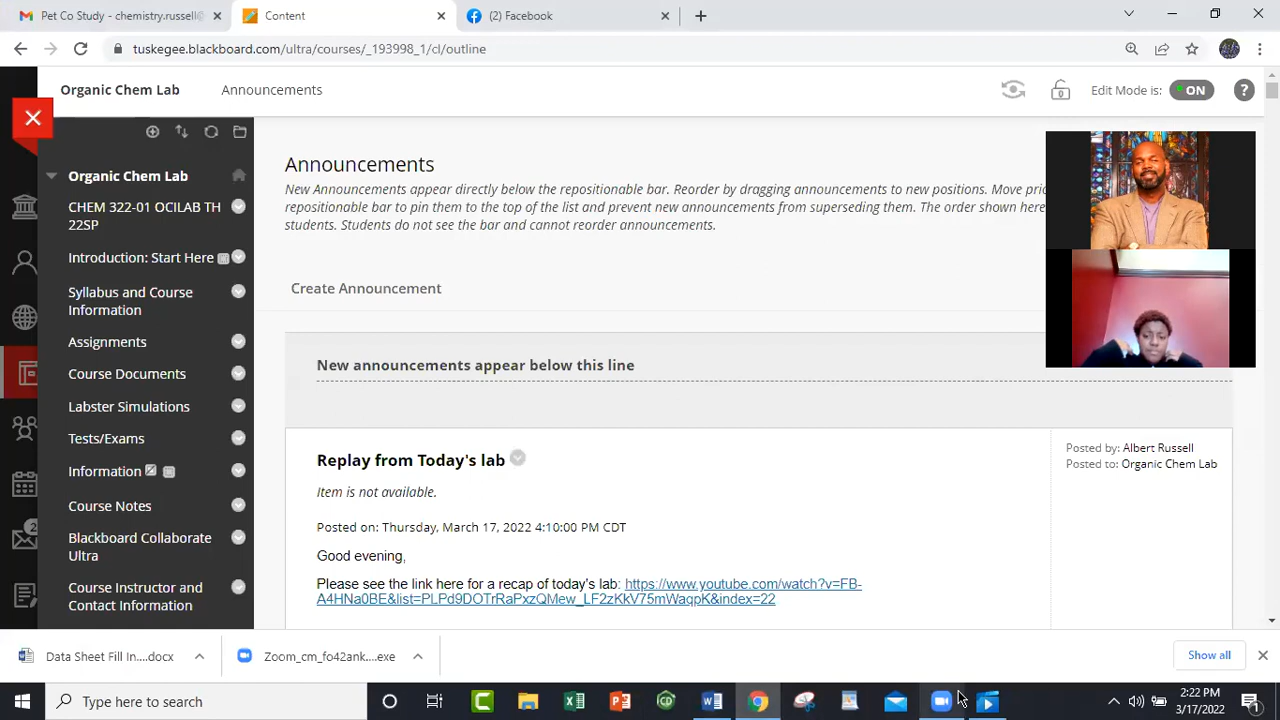 Pet Co Study - chemistry.russell@
Content
(2) Facebook
tuskegee.blackboard.com/ultra/courses/_193998_1/cl/outline
Organic Chem Lab
Announcements
Edit Mode is:
ON
?
Organic Chem Lab
CHEM 322-01 OCILAB TH
22SP
Introduction: Start Here
Syllabus and Course
Information
Assignments
Course Documents
Labster Simulations
Tests/Exams
Information
Course Notes
Blackboard Collaborate
Ultra
Course Instructor and
Contact Information
2
Announcements
New Announcements appear directly below the repositionable bar. Reorder by dragging announcements to new positions. Move
repositionable bar to pin them to the top of the list and prevent new announcements from superseding them. The order shown here
students. Students do not see the bar and cannot reorder announcements.
Create Announcement
New announcements appear below this line
Replay from Today's lab
Item is not available.
Posted on: Thursday, March 17, 2022 4:10:00 PM CDT
Good evening,
Please see the link here for a recap of today's lab: https://www.youtube.com/watch?v=FB-
A4HNa0BE&list=PLPd9DOTrRaPxzQMew_LF2zKkV75mWaqpK&index=22
Posted by: Albert Russell
Posted to: Organic Chem Lab
Data Sheet Fill In....docx
Zoom_cm_fo42ank....exe
Show all
Type here to search
2:22 PM
3/17/2022
1